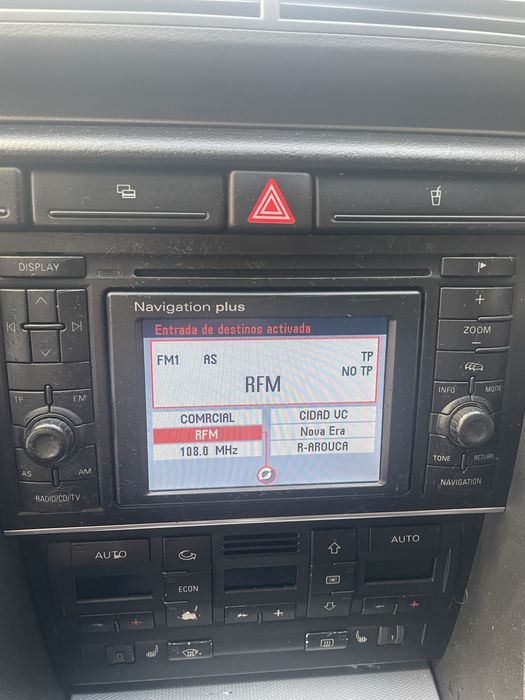 DISPLAY
Navigation plus
Entrada de destinos activada
FM1 AS TP
NO TP
RFM
COMRCIAL CIDAD UC
RFM Nova Era
108.0 MHz R-AROUCA
TP FM
AS AM
RADIO/CD/TV
+
ZOOM
−
INFO MODE
TONE RETURN
NAVIGATION
AUTO AUTO
ECON
- + - + - +